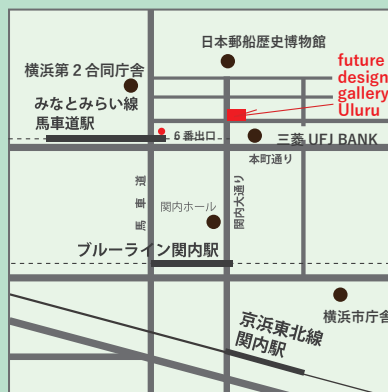 日本郵船歴史博物館
横浜第2合同庁舎
future
design
gallery
Uluru
みなとみらい線
馬車道駅
6番出口
三菱UFJ BANK
本町通り
馬車道
関内ホール
関内大通り
ブルーライン関内駅
京浜東北線
関内駅
横浜市庁舎